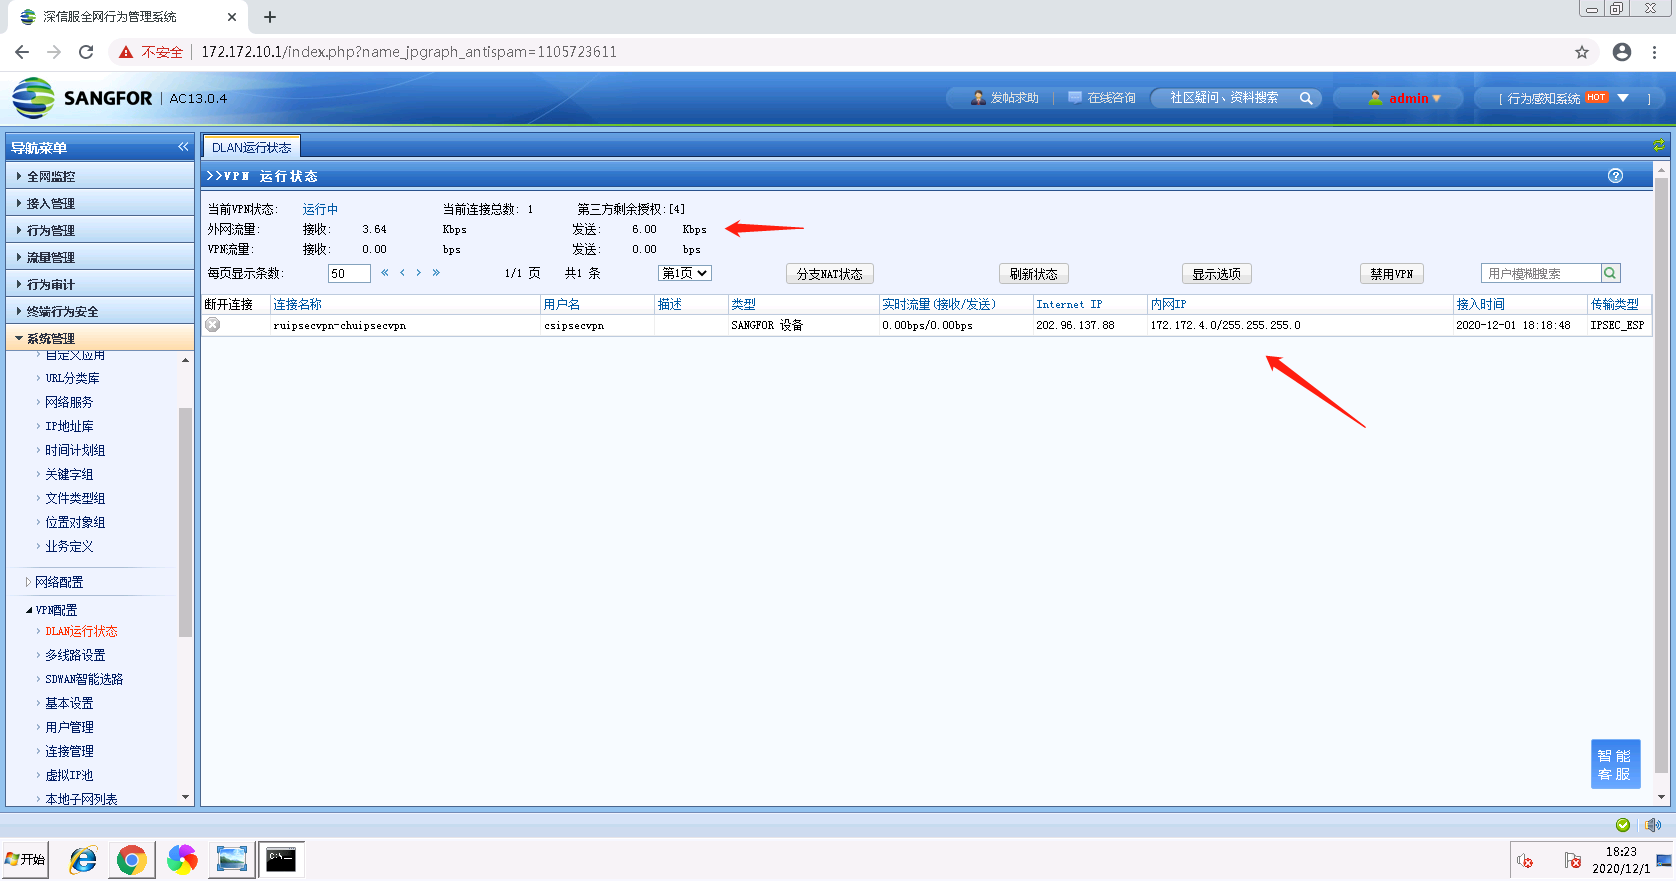 深信服全网行为管理系统
不安全 172.172.10.1/index.php?name_jpgraph_antispam=1105723611
SANGFOR AC13.0.4
发帖求助 在线咨询 社区疑问、资料搜索 admin [ 行为感知系统 HOT ]
导航菜单
DLAN运行状态
>>VPN 运行状态
全网监控
接入管理
行为管理
流量管理
行为审计
终端行为安全
系统管理
自定义应用
URL分类库
网络服务
IP地址库
时间计划组
关键字组
文件类型组
位置对象组
业务定义
网络配置
VPN配置
DLAN运行状态
多线路设置
SDWAN智能选路
基本设置
用户管理
连接管理
虚拟IP池
本地子网列表
当前VPN状态: 运行中 当前连接总数: 1 第三方剩余授权:[4]
外网流量: 接收: 3.64 Kbps 发送: 6.00 Kbps
VPN流量: 接收: 0.00 bps 发送: 0.00 bps
每页显示条数: 50 « ‹ › » 1/1 页 共1 条 第1页 分支NAT状态 刷新状态 显示选项 禁用VPN 用户模糊搜索
断开连接 连接名称 用户名 描述 类型 实时流量(接收/发送) Internet IP 内网IP 接入时间 传输类型
ruipsecvpn-chuipsecvpn csipsecvpn SANGFOR 设备 0.00bps/0.00bps 202.96.137.88 172.172.4.0/255.255.255.0 2020-12-01 18:18:48 IPSEC_ESP
智能
客服
开始
C:\
18:23
2020/12/1